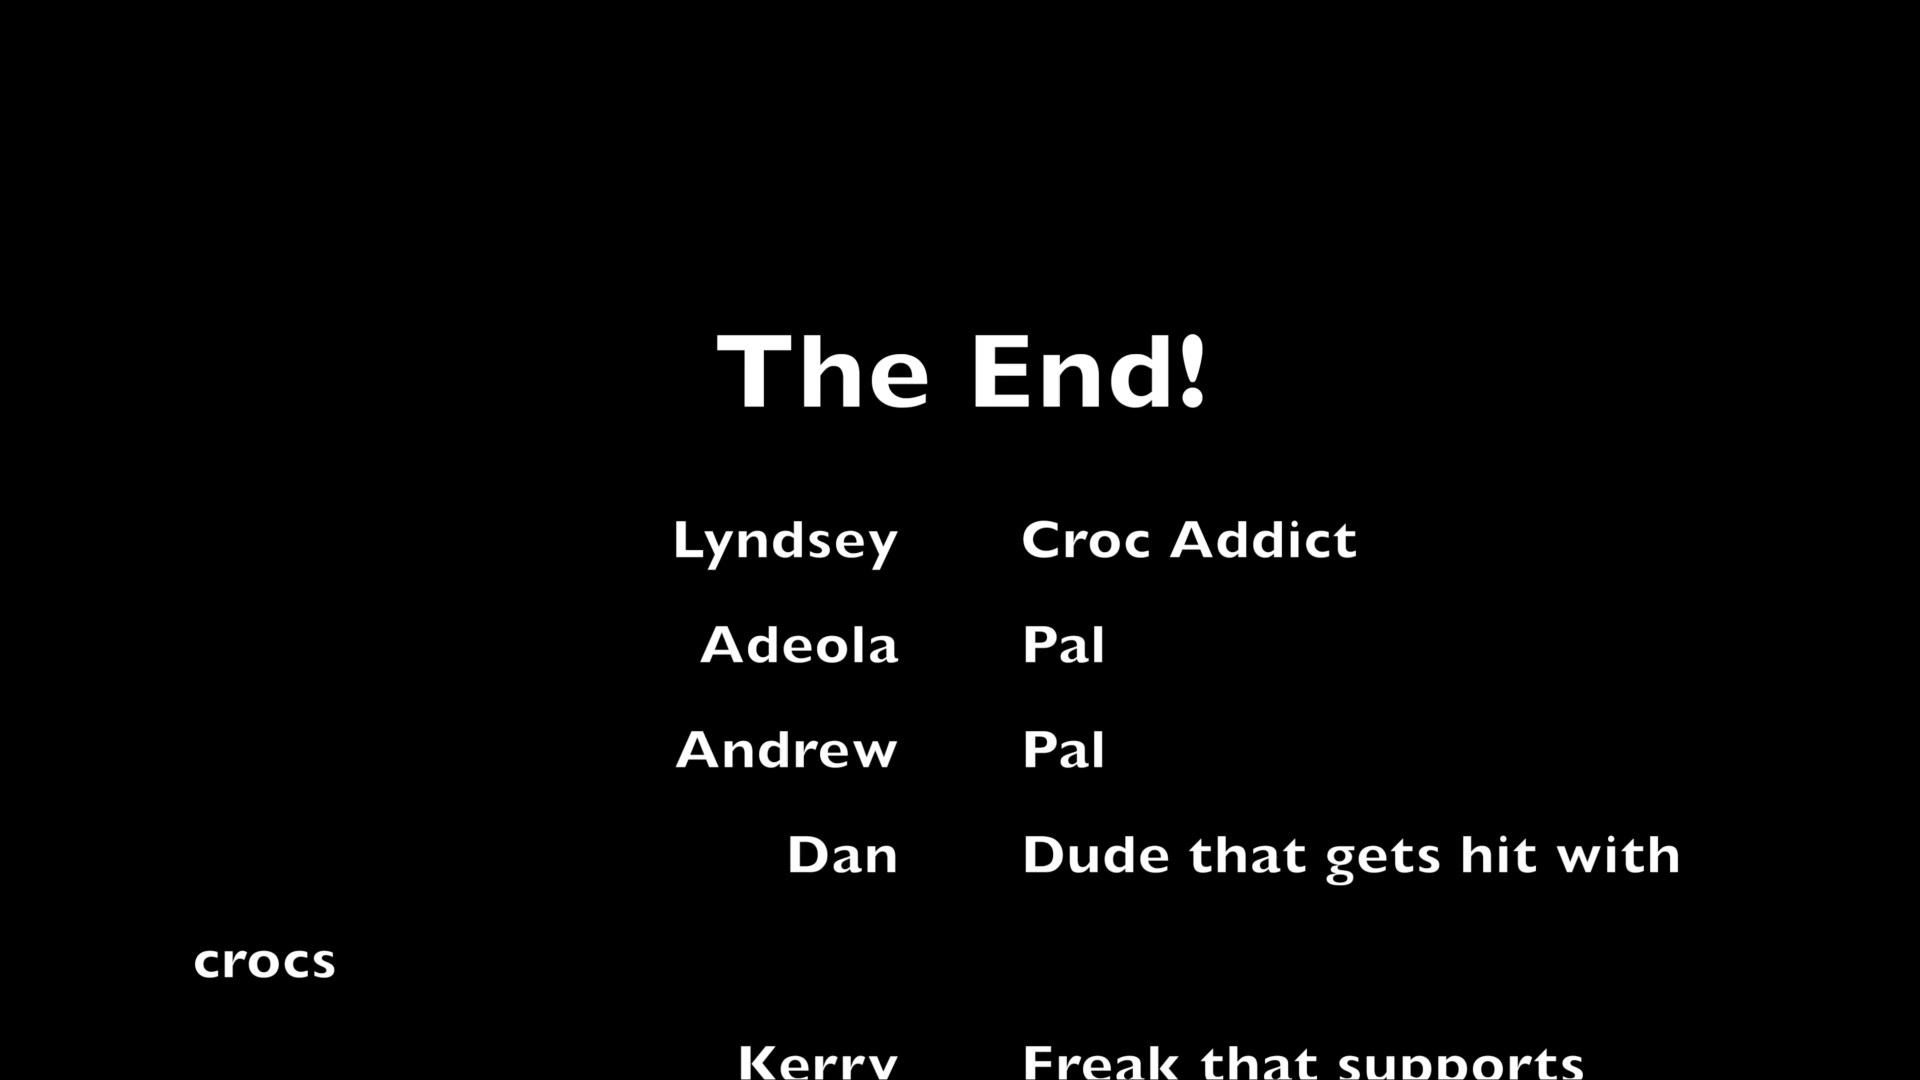 The End!
Lyndsey Croc Addict
Adeola Pal
Andrew Pal
Dan Dude that gets hit with
crocs
Kerry Freak that supports